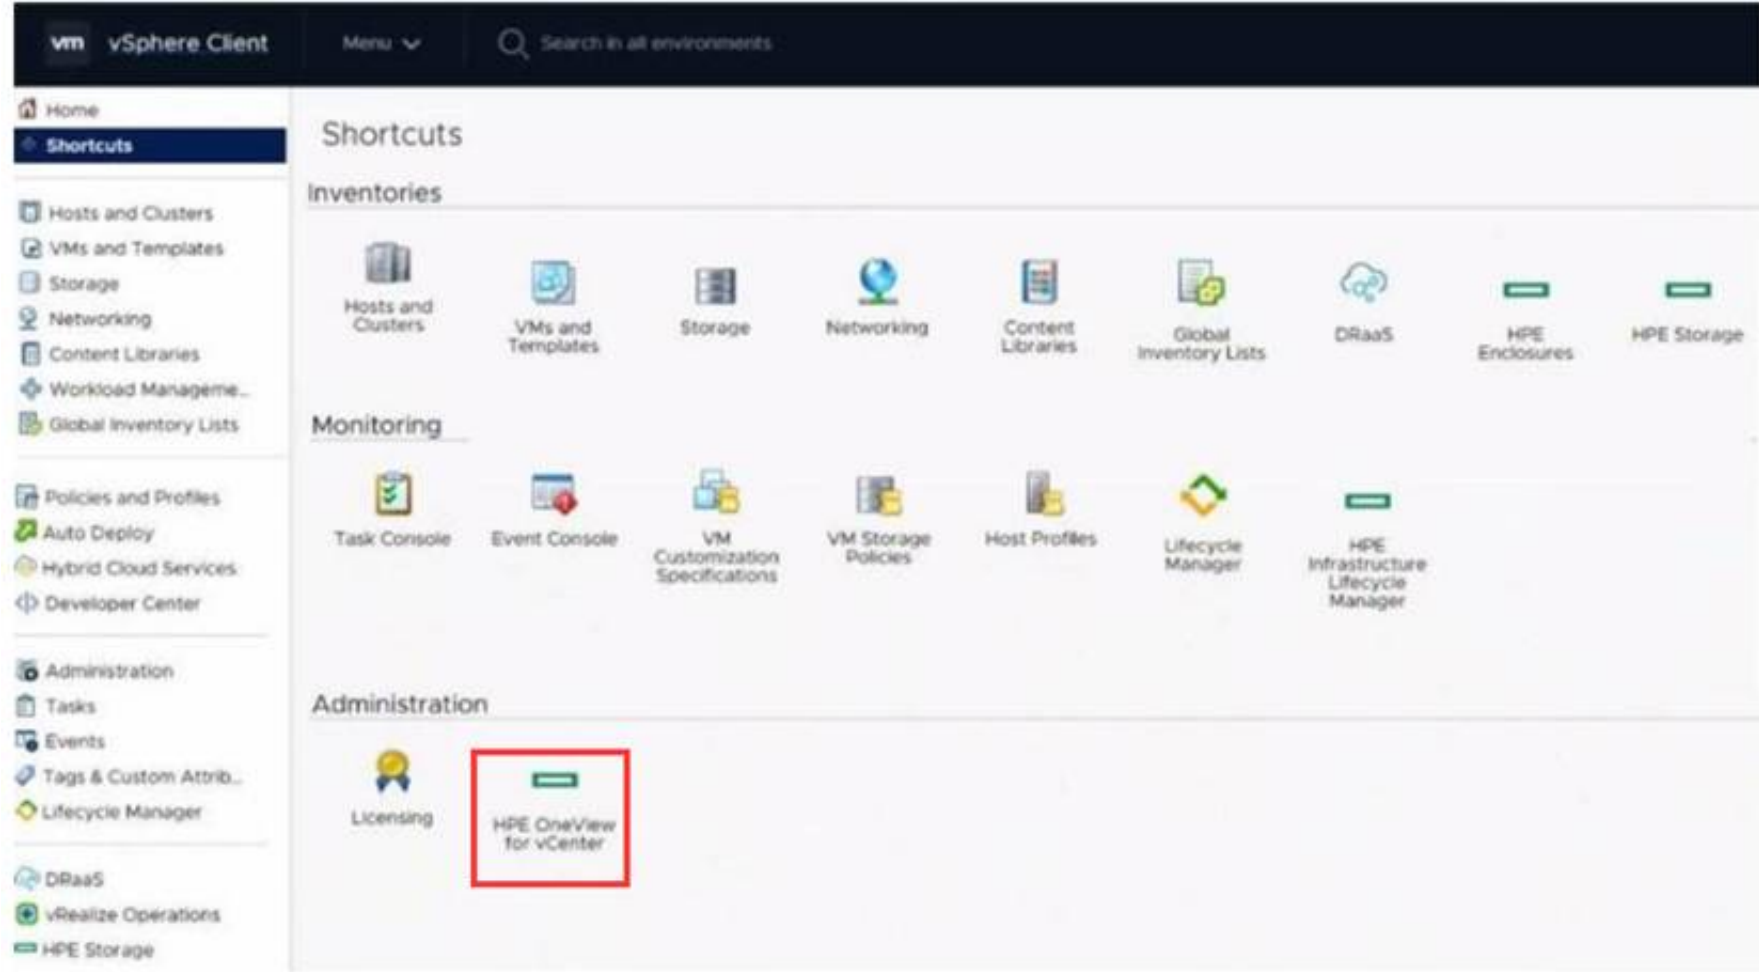 vm vSphere Client Menu Search in all environments
Home
Shortcuts
Hosts and Clusters
VMs and Templates
Storage
Networking
Content Libraries
Workload Manageme...
Global Inventory Lists
Policies and Profiles
Auto Deploy
Hybrid Cloud Services
Developer Center
Administration
Tasks
Events
Tags & Custom Attrib...
Lifecycle Manager
DRaaS
vRealize Operations
HPE Storage
Shortcuts
Inventories
Hosts and
Clusters
VMs and
Templates
Storage
Networking
Content
Libraries
Global
Inventory Lists
DRaaS
HPE
Enclosures
HPE Storage
Monitoring
Task Console
Event Console
VM
Customization
Specifications
VM Storage
Policies
Host Profiles
Lifecycle
Manager
HPE
Infrastructure
Lifecycle
Manager
Administration
Licensing
HPE OneView
for vCenter